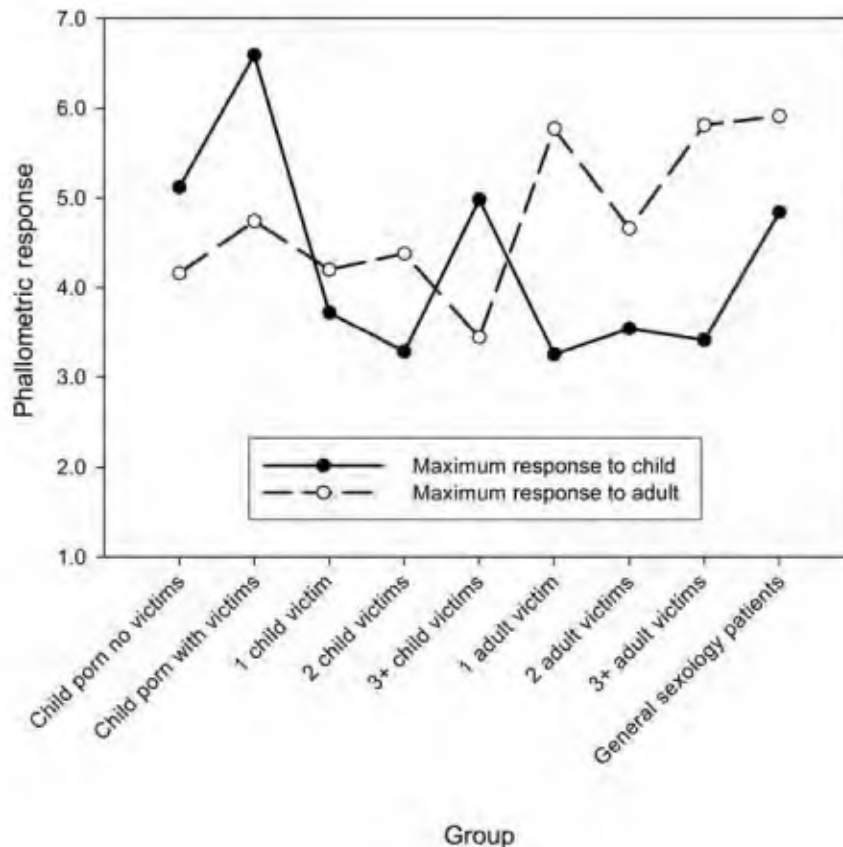 7.0
6.0
5.0
4.0
3.0
2.0
1.0
Phallometric response
Maximum response to child
Maximum response to adult
Child porn no victims
Child porn with victims
1 child victim
2 child victims
3+ child victims
1 adult victim
2 adult victims
3+ adult victims
General sexology patients
Group